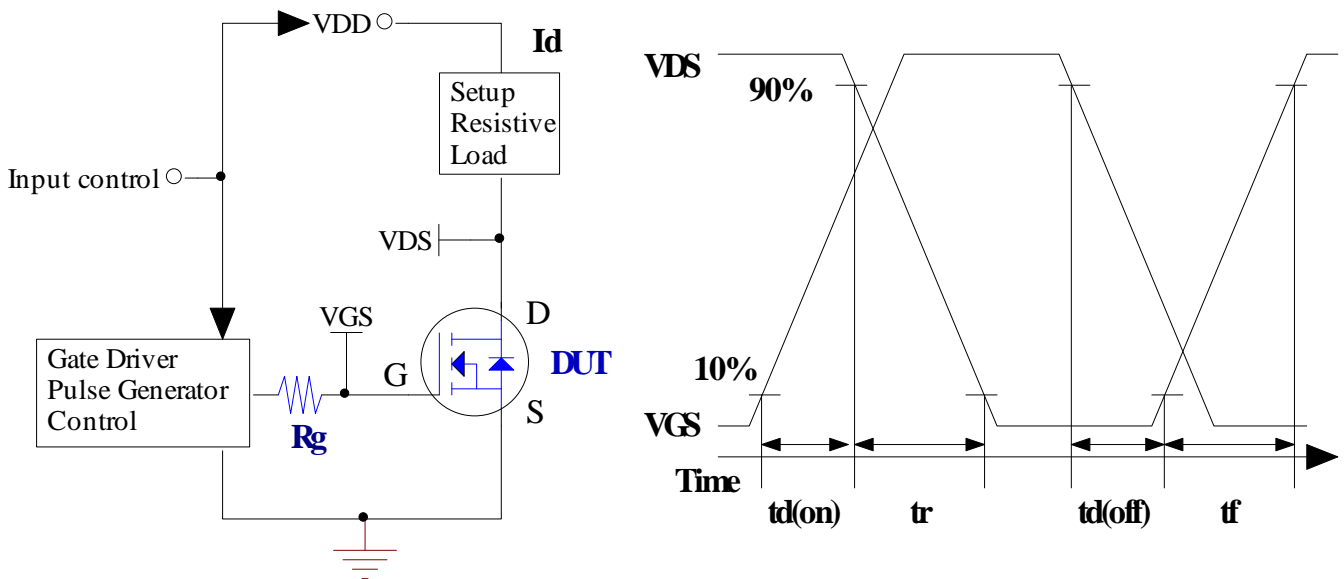 VDD
Id
Setup
Resistive
Load
Input control
VDS
VGS
D
G
S
DUT
Gate Driver
Pulse Generator
Control
Rg
VDS
90%
10%
VGS
Time
td(on)
tr
td(off)
tf